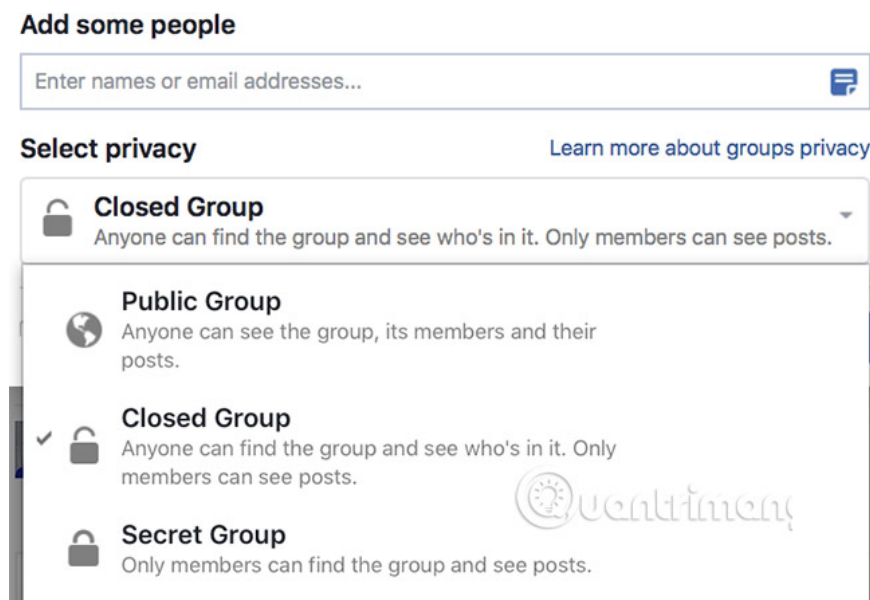 Add some people
Enter names or email addresses...
Select privacy
Learn more about groups privacy
Closed Group
Anyone can find the group and see who's in it. Only members can see posts.
Public Group
Anyone can see the group, its members and their
posts.
Closed Group
Anyone can find the group and see who's in it. Only
members can see posts.
Secret Group
Only members can find the group and see posts.